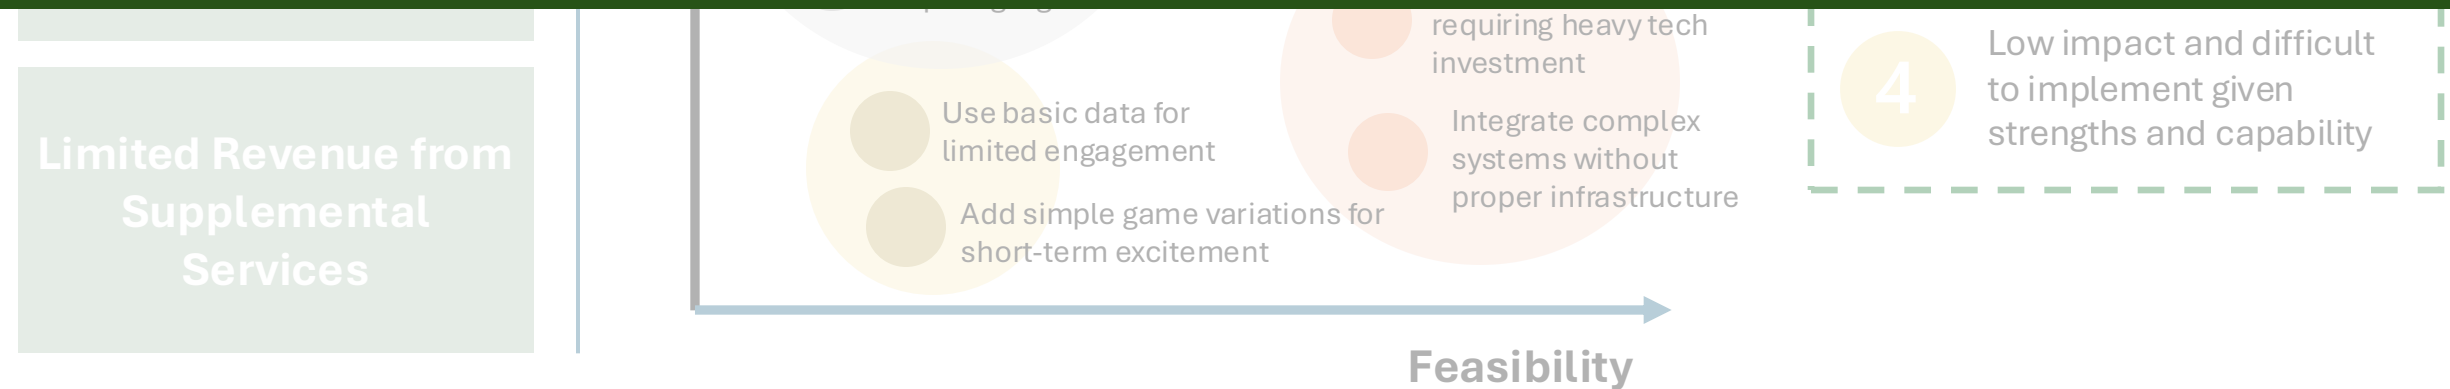 Limited Revenue from
Supplemental
Services
Use basic data for
limited engagement
Add simple game variations for
short-term excitement
requiring heavy tech
investment
Integrate complex
systems without
proper infrastructure
Feasibility
4
Low impact and difficult
to implement given
strengths and capability